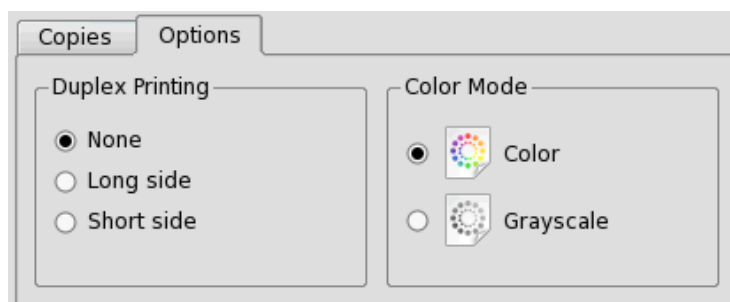 Copies Options
Duplex Printing
None
Long side
Short side
Color Mode
Color
Grayscale